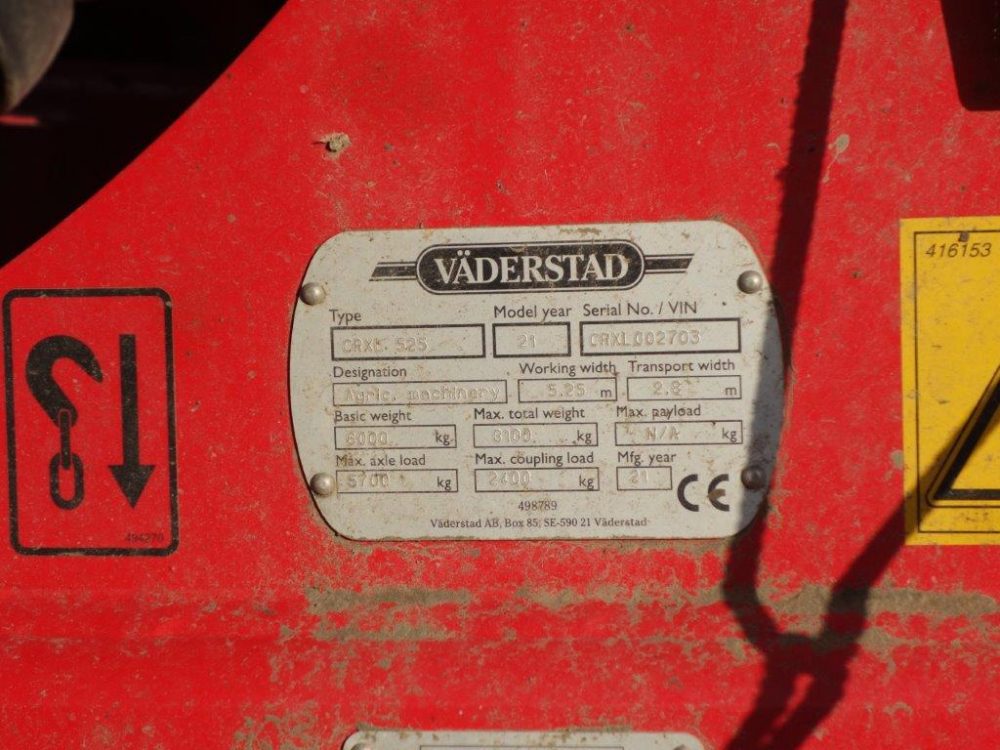 VÄDERSTAD
Type Model year Serial No. / VIN
CRXL 525 21 CRXL002703
Designation Working width Transport width
Agric. machinery 5.25 m 2.8 m
Basic weight Max. total weight Max. payload
kg kg N/A kg
Max. axle load Max. coupling load Mfg. year
5700 kg 2400 kg 21
CE
498789
Väderstad AB, Box 85, SE-590 21 Väderstad
416153